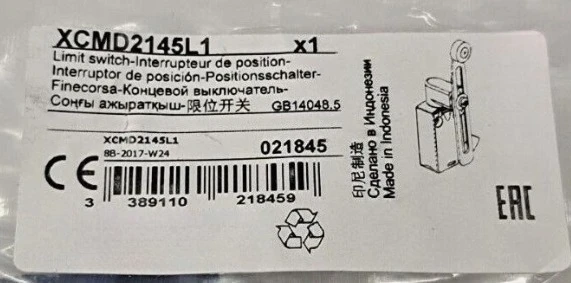 XCMD2145L1 x1
Limit switch-Interrupteur de position-
Interruptor de posición-Positionsschalter-
Finecorsa-Концевой выключатель-
Соңғы ажыратқыш-限位开关 GB14048.5
XCMD2145L1
8B-2017-W24 021845
CE
3 389110 218459
印尼制造
Сделано в Индонезии
Made in Indonesia
EAC